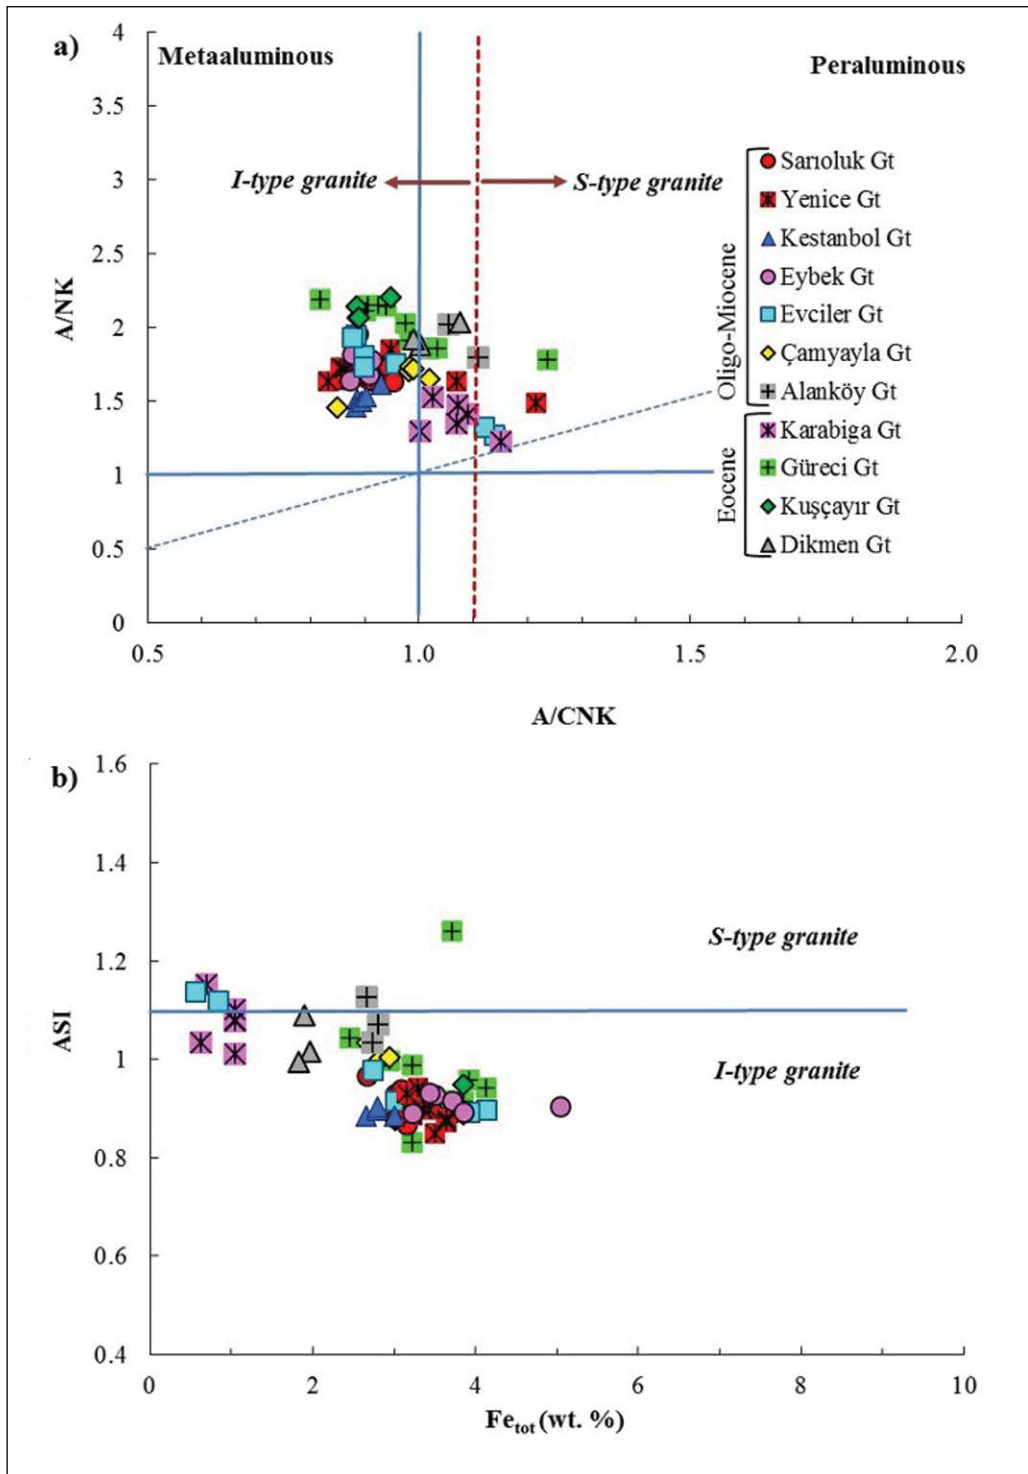 a)
Metaaluminous
Peraluminous
I-type granite
S-type granite
4
3.5
3
2.5
2
1.5
1
0.5
0
A/NK
0.5
1.0
1.5
2.0
A/CNK
Oligo-Miocene
Sarıoluk Gt
Yenice Gt
Kestanbol Gt
Eybek Gt
Evciler Gt
Çamyayla Gt
Alanköy Gt
Eocene
Karabiga Gt
Güreci Gt
Kuşçayır Gt
Dikmen Gt
b)
1.6
1.4
1.2
1
0.8
0.6
0.4
ASI
S-type granite
I-type granite
0
2
4
6
8
10
Fetot (wt. %)